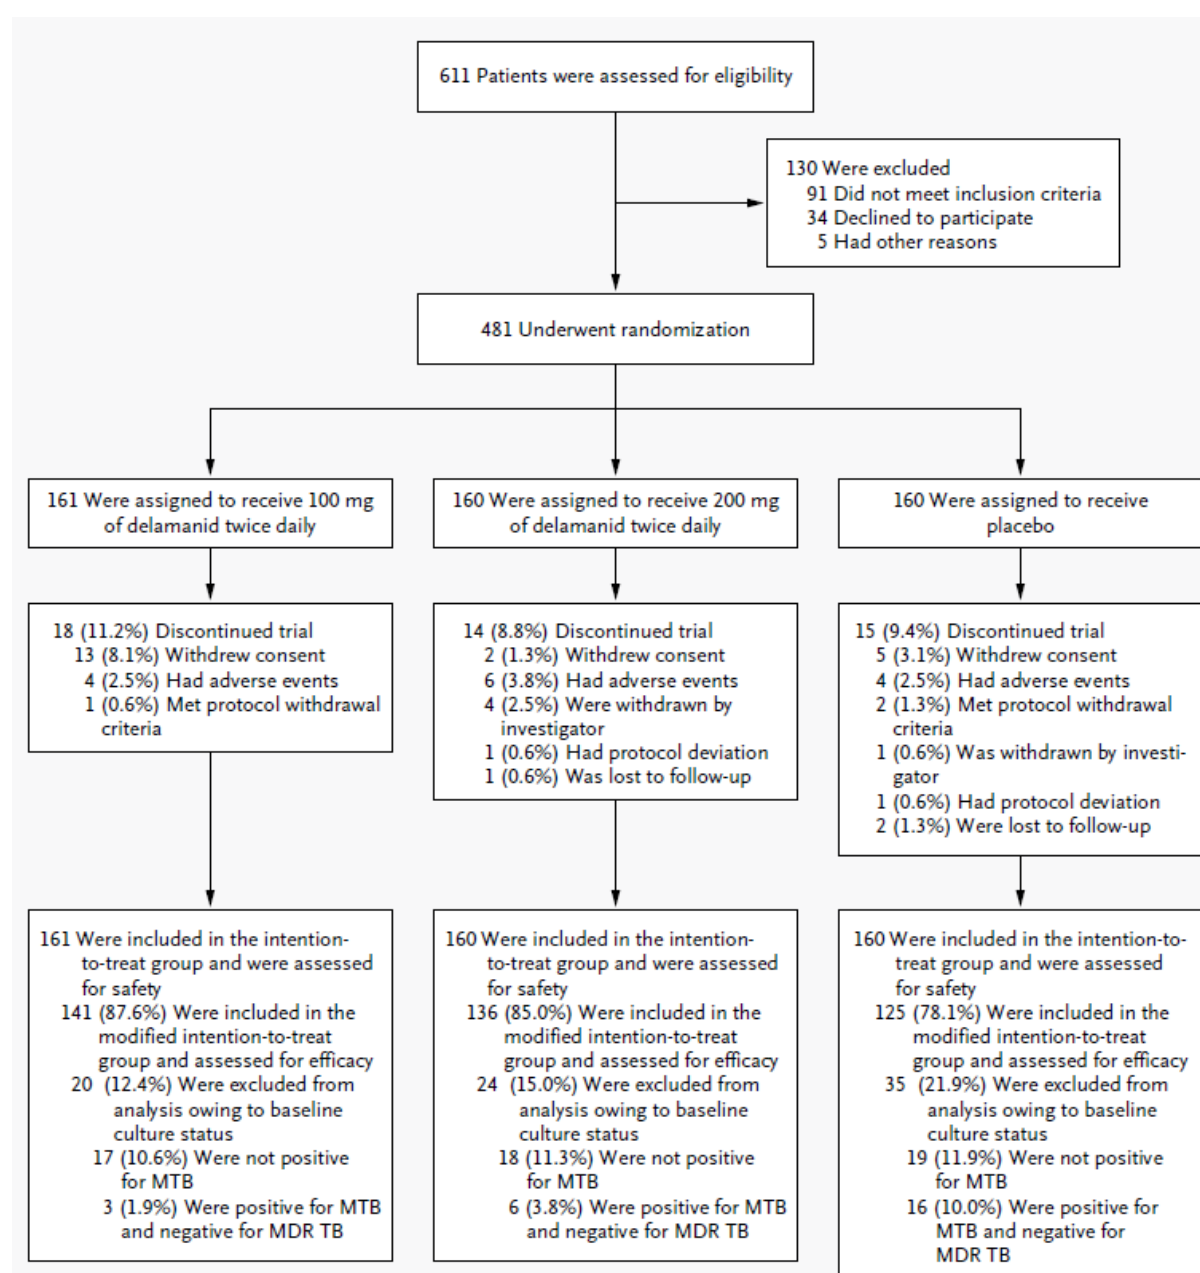 611 Patients were assessed for eligibility
130 Were excluded
91 Did not meet inclusion criteria
34 Declined to participate
5 Had other reasons
481 Underwent randomization
161 Were assigned to receive 100 mg
of delamanid twice daily
160 Were assigned to receive 200 mg
of delamanid twice daily
160 Were assigned to receive
placebo
18 (11.2%) Discontinued trial
13 (8.1%) Withdrew consent
4 (2.5%) Had adverse events
1 (0.6%) Met protocol withdrawal
criteria
14 (8.8%) Discontinued trial
2 (1.3%) Withdrew consent
6 (3.8%) Had adverse events
4 (2.5%) Were withdrawn by
investigator
1 (0.6%) Had protocol deviation
1 (0.6%) Was lost to follow-up
15 (9.4%) Discontinued trial
5 (3.1%) Withdrew consent
4 (2.5%) Had adverse events
2 (1.3%) Met protocol withdrawal
criteria
1 (0.6%) Was withdrawn by investi-
gator
1 (0.6%) Had protocol deviation
2 (1.3%) Were lost to follow-up
161 Were included in the intention-
to-treat group and were assessed
for safety
141 (87.6%) Were included in the
modified intention-to-treat
group and assessed for efficacy
20 (12.4%) Were excluded from
analysis owing to baseline
culture status
17 (10.6%) Were not positive
for MTB
3 (1.9%) Were positive for MTB
and negative for MDR TB
160 Were included in the intention-
to-treat group and were assessed
for safety
136 (85.0%) Were included in the
modified intention-to-treat
group and assessed for efficacy
24 (15.0%) Were excluded from
analysis owing to baseline
culture status
18 (11.3%) Were not positive
for MTB
6 (3.8%) Were positive for MTB
and negative for MDR TB
160 Were included in the intention-to-
treat group and were assessed
for safety
125 (78.1%) Were included in the
modified intention-to-treat
group and assessed for efficacy
35 (21.9%) Were excluded from
analysis owing to baseline
culture status
19 (11.9%) Were not positive
for MTB
16 (10.0%) Were positive for
MTB and negative for
MDR TB